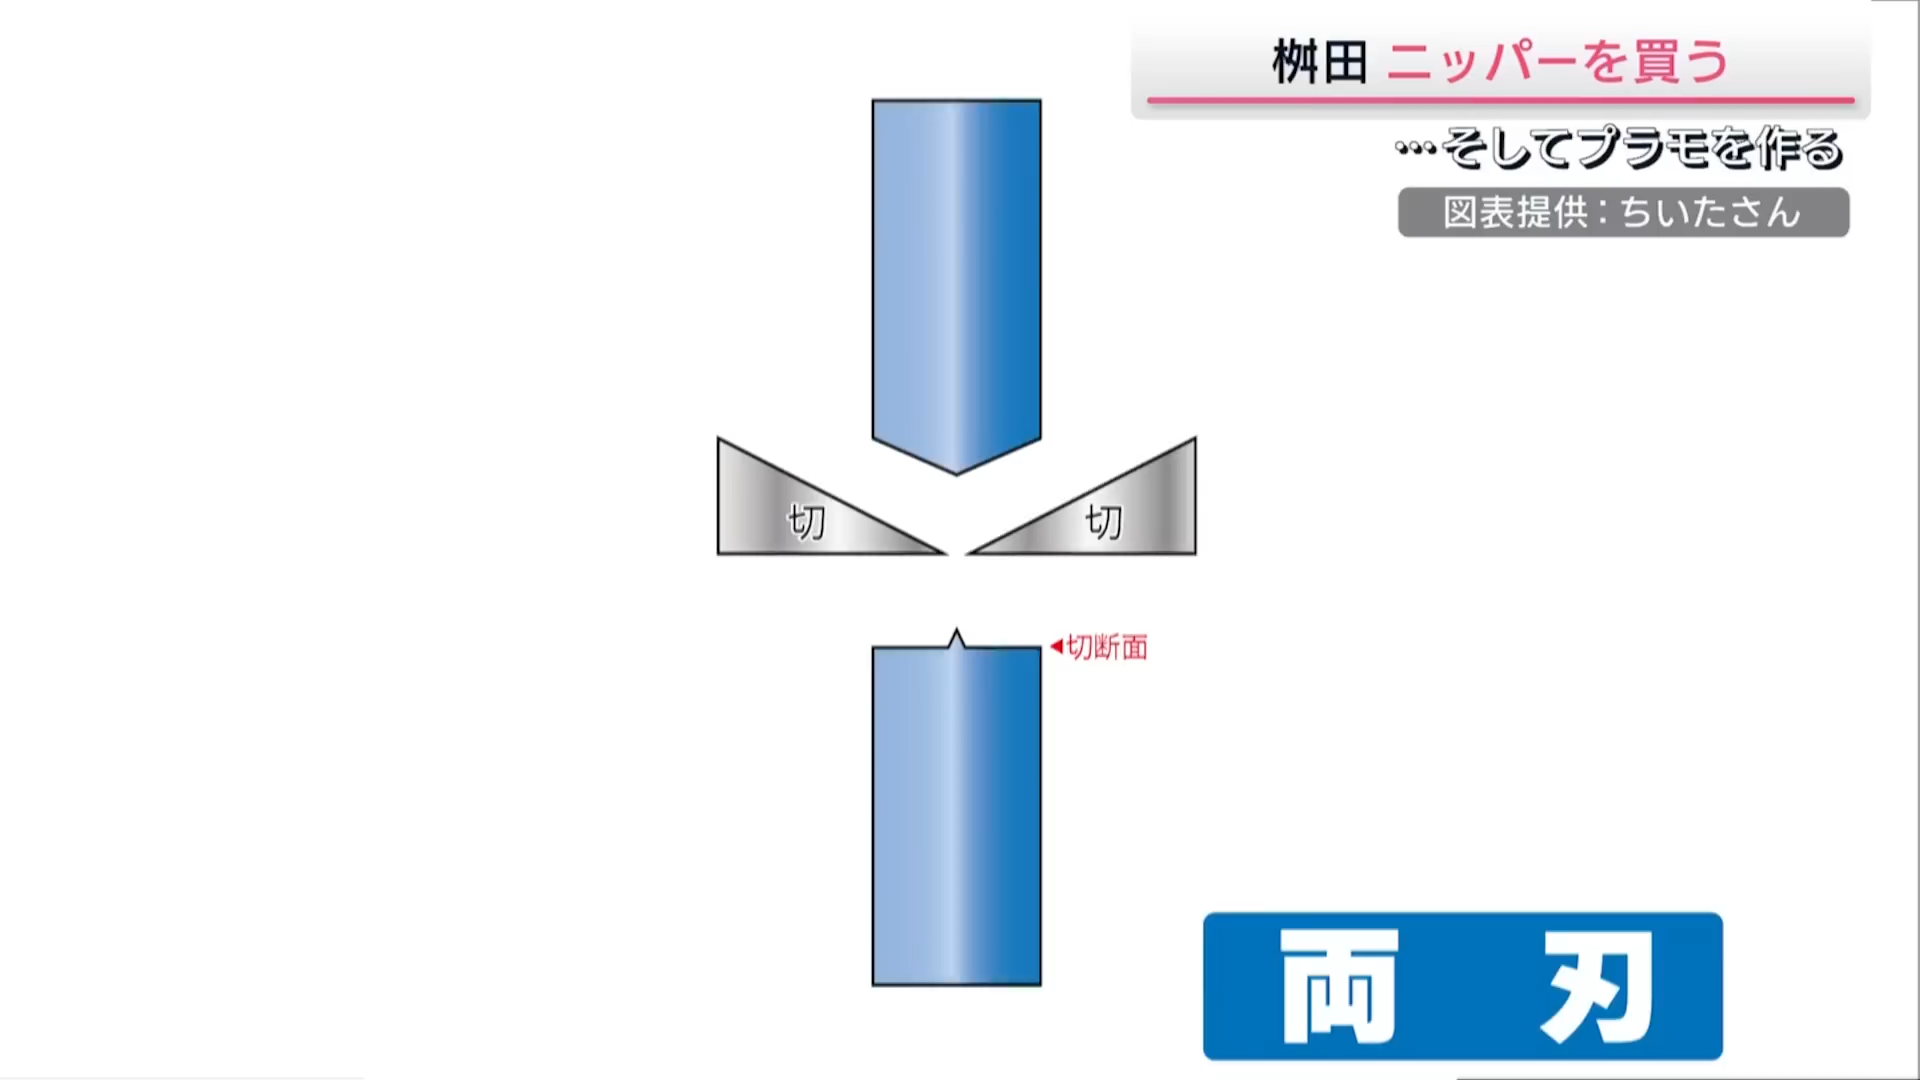 桝田 ニッパーを買う
…そしてプラモを作る
図表提供：ちいたさん
切 切
◀切断面
両 刃